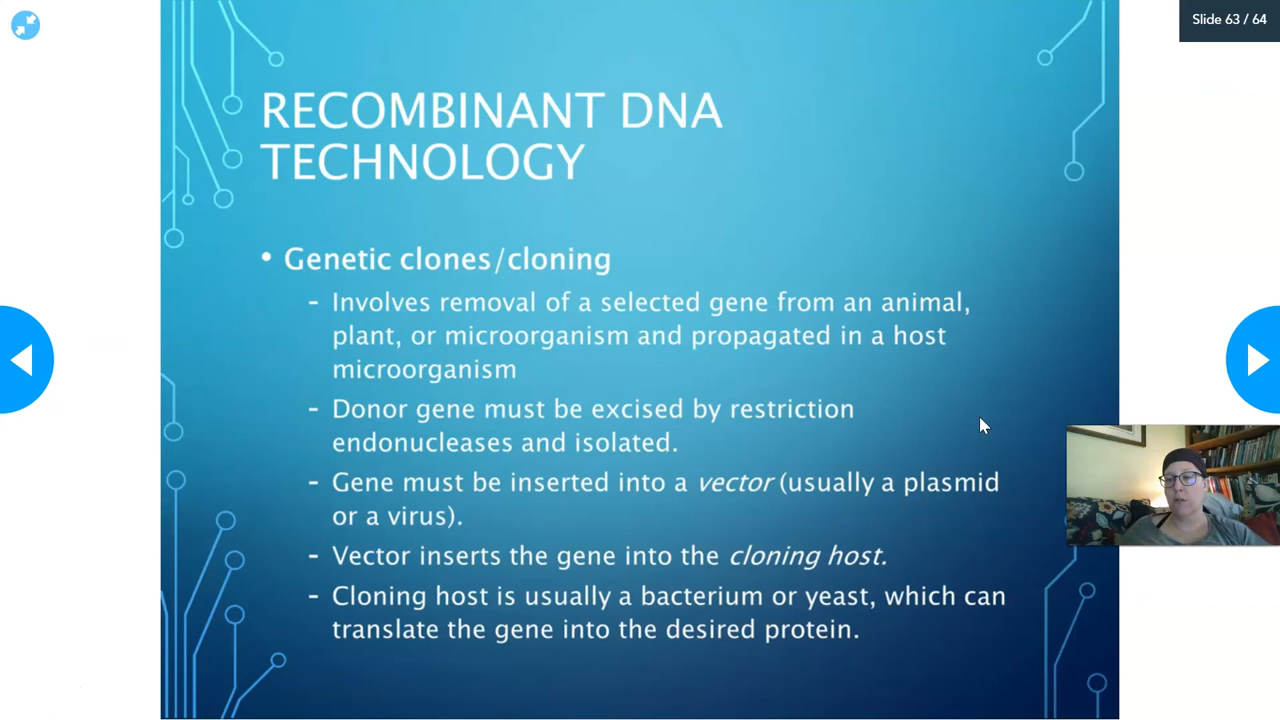 Slide 63 / 64
RECOMBINANT DNA
TECHNOLOGY
• Genetic clones/cloning
- Involves removal of a selected gene from an animal,
plant, or microorganism and propagated in a host
microorganism
- Donor gene must be excised by restriction
endonucleases and isolated.
- Gene must be inserted into a vector (usually a plasmid
or a virus).
- Vector inserts the gene into the cloning host.
- Cloning host is usually a bacterium or yeast, which can
translate the gene into the desired protein.